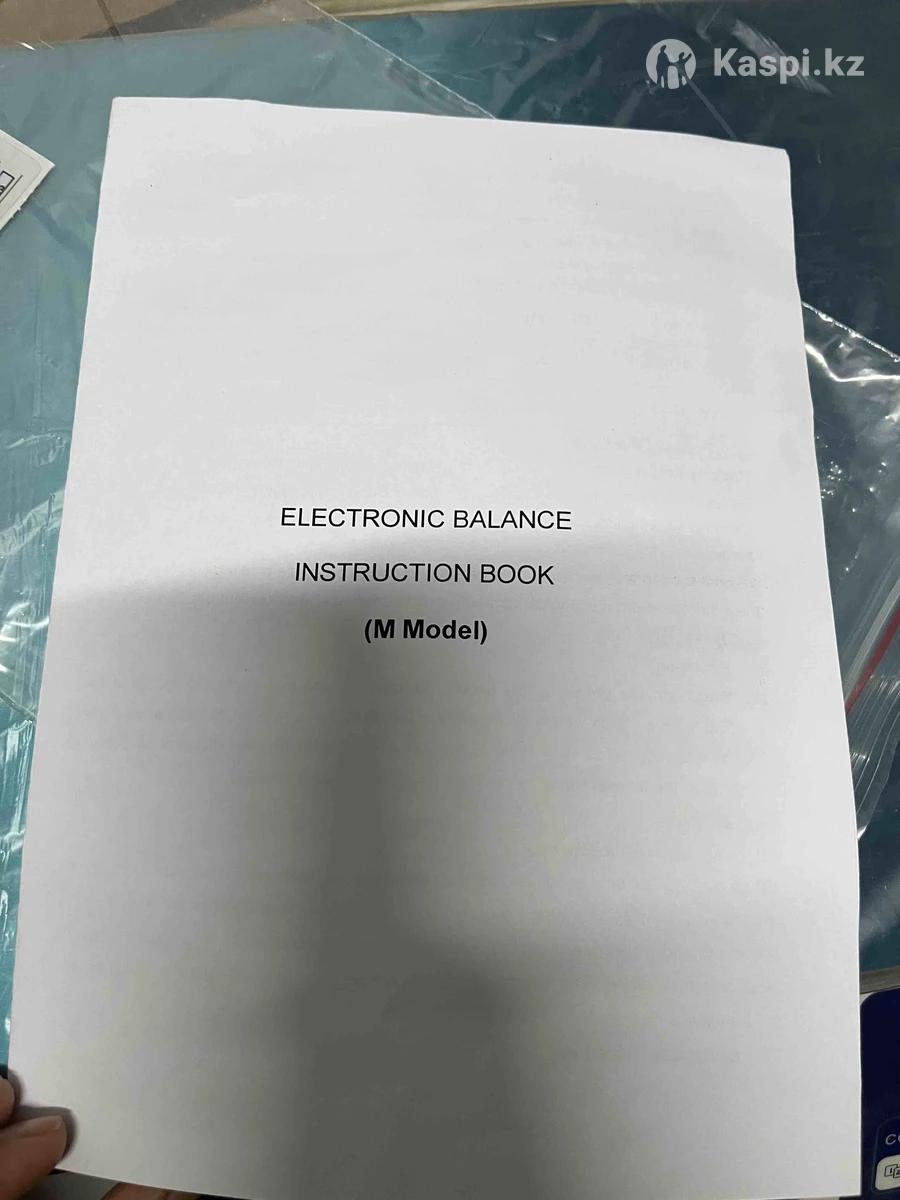 Kaspi.kz
ELECTRONIC BALANCE
INSTRUCTION BOOK
(M Model)